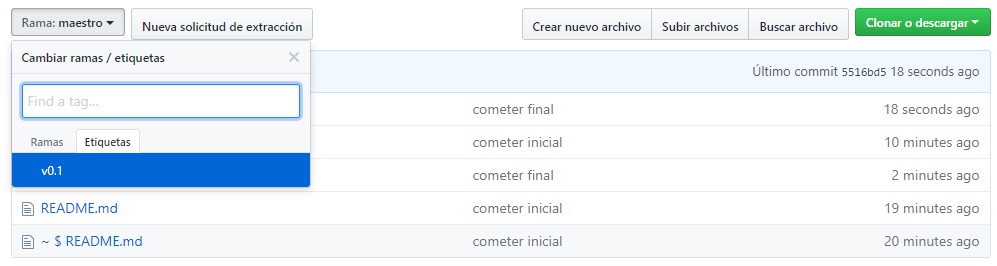 Rama: maestro
Nueva solicitud de extracción
Crear nuevo archivo
Subir archivos
Buscar archivo
Clonar o descargar
Cambiar ramas / etiquetas
Find a tag...
Ramas
Etiquetas
v0.1
Último commit 5516bd5 18 seconds ago
cometer final 18 seconds ago
cometer inicial 10 minutes ago
cometer final 2 minutes ago
README.md cometer inicial 19 minutes ago
~ $ README.md cometer inicial 20 minutes ago